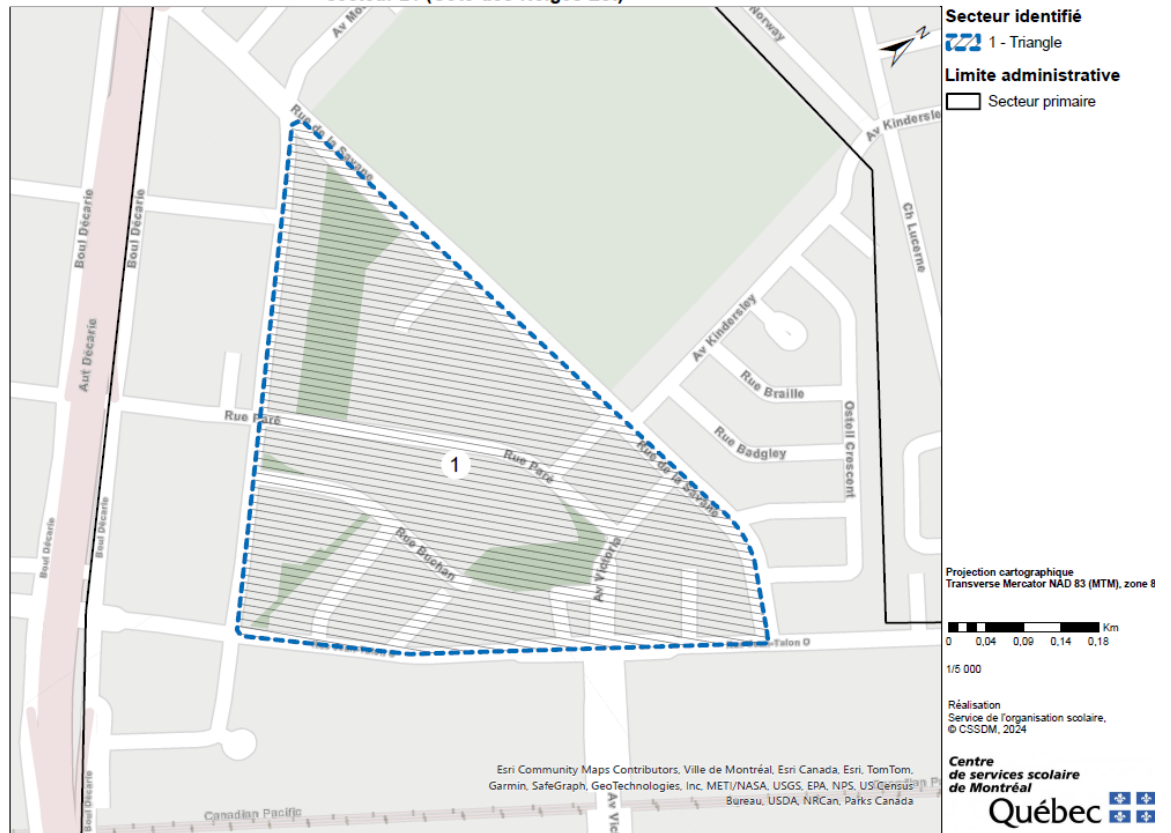 Secteur identifié
1 - Triangle
Limite administrative
Secteur primaire
N
Norway
Av Kindersle
Ch Lucerne
Rue de la Savane
Boul Décarie
Boul Décarie
Aut Décarie
Av Kindersley
Rue Braille
Ostell Crescent
Rue Badgley
Rue Paré
Rue Paré
1
Rue de la Savane
Boul Décarie
Boul Décarie
Rue Buchan
Av Victoria
Boul Décarie
Canadian Pacific
Projection cartographique
Transverse Mercator NAD 83 (MTM), zone 8
Km
0 0,04 0,09 0,14 0,18
1/5 000
Réalisation
Service de l'organisation scolaire,
© CSSDM, 2024
Esri Community Maps Contributors, Ville de Montréal, Esri Canada, Esri, TomTom,
Garmin, SafeGraph, GeoTechnologies, Inc, METI/NASA, USGS, EPA, NPS, US Census
Bureau, USDA, NRCan, Parks Canada
Centre
de services scolaire
de Montréal
Québec